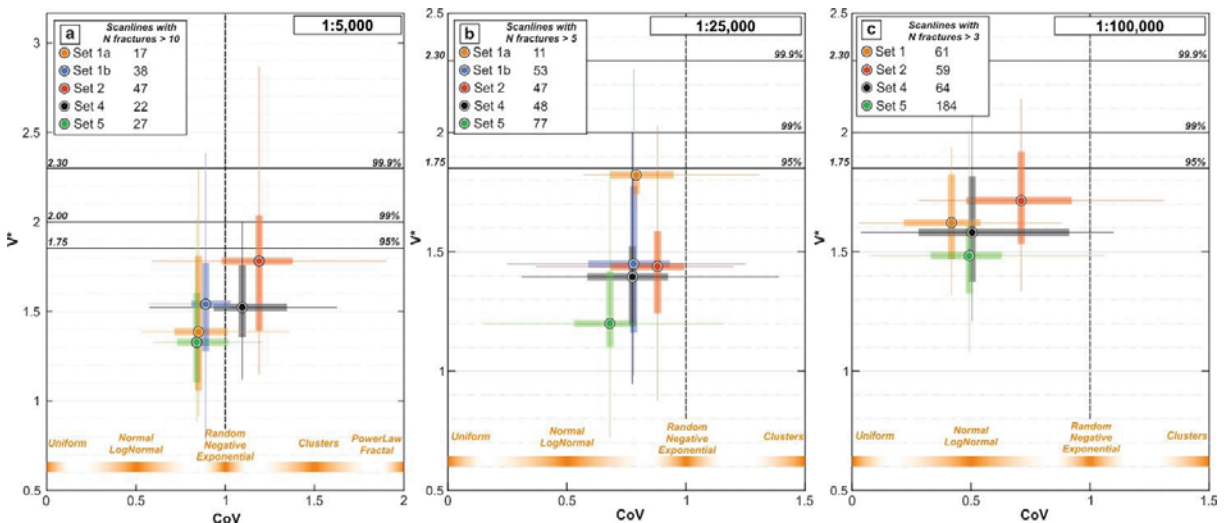 a
Scanlines with
N fractures > 10
1:5,000
Set 1a 17
Set 1b 38
Set 2 47
Set 4 22
Set 5 27
3
2.5
2.30 99.9%
2 2.00 99%
1.75 95%
V*
1.5
1
Uniform
Normal
LogNormal
Random
Negative
Exponential
Clusters
PowerLaw
Fractal
0.5
0 0.5 1 1.5 2
CoV
b
Scanlines with
N fractures > 5
1:25,000
Set 1a 11
Set 1b 53
Set 2 47
Set 4 48
Set 5 77
2.5
2.30 99.9%
2 99%
1.75 95%
V*
1.5
1
Uniform
Normal
LogNormal
Random
Negative
Exponential
Clusters
0.5
0 0.5 1 1.5
CoV
c
Scanlines with
N fractures > 3
1:100,000
Set 1 61
Set 2 59
Set 4 64
Set 5 184
2.5
2.30 99.9%
2 99%
1.75 95%
V*
1.5
1
Uniform
Normal
LogNormal
Random
Negative
Exponential
Clusters
0.5
0 0.5 1 1.5
CoV